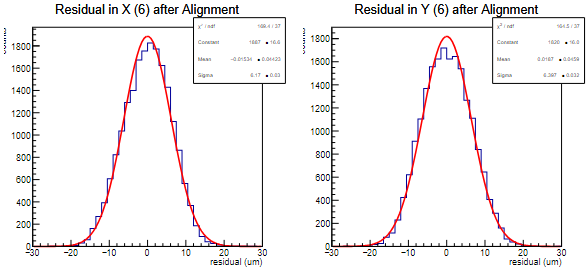 Residual in X (6) after Alignment
χ² / ndf 189.4 / 37
Constant 1887 ± 16.6
Mean −0.01534 ± 0.04423
Sigma 6.17 ± 0.03
1800
1600
1400
1200
1000
800
600
400
200
0
−30 −20 −10 0 10 20 30
residual (um)
Residual in Y (6) after Alignment
χ² / ndf 164.5 / 37
Constant 1820 ± 16.0
Mean 0.0187 ± 0.0459
Sigma 6.397 ± 0.032
1800
1600
1400
1200
1000
800
600
400
200
0
−30 −20 −10 0 10 20 30
residual (um)